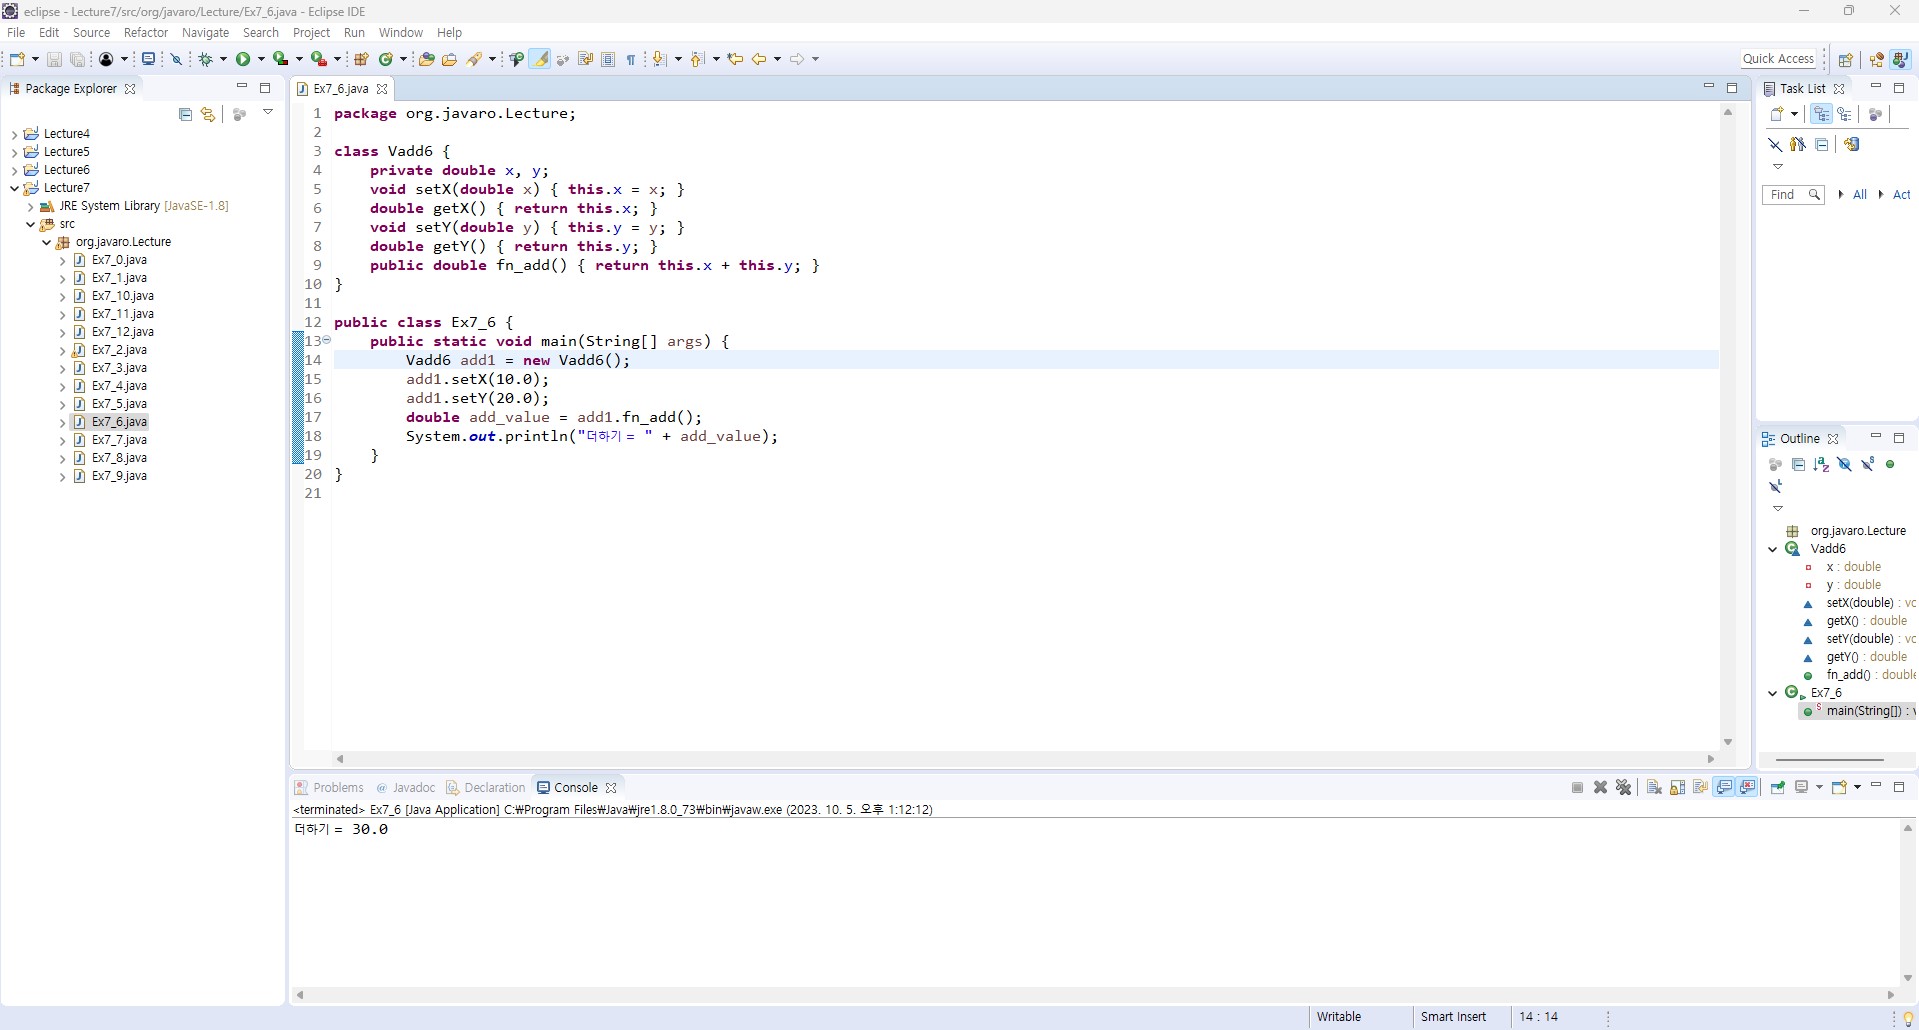 eclipse - Lecture7/src/org/javaro/Lecture/Ex7_6.java - Eclipse IDE
File Edit Source Refactor Navigate Search Project Run Window Help
Quick Access
Package Explorer
Lecture4
Lecture5
Lecture6
Lecture7
JRE System Library [JavaSE-1.8]
src
org.javaro.Lecture
Ex7_0.java
Ex7_1.java
Ex7_10.java
Ex7_11.java
Ex7_12.java
Ex7_2.java
Ex7_3.java
Ex7_4.java
Ex7_5.java
Ex7_6.java
Ex7_7.java
Ex7_8.java
Ex7_9.java
Ex7_6.java
1 package org.javaro.Lecture;
2
3 class Vadd6 {
4 private double x, y;
5 void setX(double x) { this.x = x; }
6 double getX() { return this.x; }
7 void setY(double y) { this.y = y; }
8 double getY() { return this.y; }
9 public double fn_add() { return this.x + this.y; }
10 }
11
12 public class Ex7_6 {
13 public static void main(String[] args) {
14 Vadd6 add1 = new Vadd6();
15 add1.setX(10.0);
16 add1.setY(20.0);
17 double add_value = add1.fn_add();
18 System.out.println("더하기 = " + add_value);
19 }
20 }
21
Problems @ Javadoc Declaration Console
<terminated> Ex7_6 [Java Application] C:₩Program Files₩Java₩jre1.8.0_73₩bin₩javaw.exe (2023. 10. 5. 오후 1:12:12)
더하기 = 30.0
Task List
Find All Act
Outline
org.javaro.Lecture
Vadd6
x : double
y : double
setX(double) : vo
getX() : double
setY(double) : vo
getY() : double
fn_add() : double
Ex7_6
main(String[]) : v
Writable Smart Insert 14 : 14